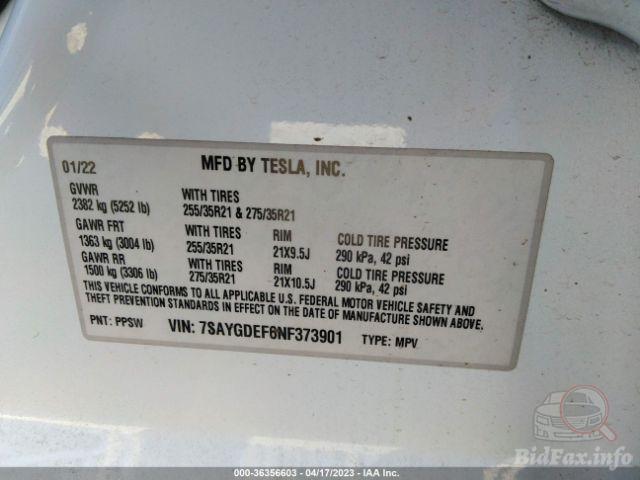 01/22 MFD BY TESLA, INC.
GVWR WITH TIRES
2382 kg (5252 lb) 255/35R21 & 275/35R21
GAWR FRT WITH TIRES RIM COLD TIRE PRESSURE
1363 kg (3004 lb) 255/35R21 21X9.5J 290 kPa, 42 psi
GAWR RR WITH TIRES RIM COLD TIRE PRESSURE
1500 kg (3306 lb) 275/35R21 21X10.5J 290 kPa, 42 psi
THIS VEHICLE CONFORMS TO ALL APPLICABLE U.S. FEDERAL MOTOR VEHICLE SAFETY AND
THEFT PREVENTION STANDARDS IN EFFECT ON THE DATE OF MANUFACTURE SHOWN ABOVE.
PNT: PPSW VIN: 7SAYGDEF6NF373901 TYPE: MPV
BidFax.info
000-36356603 - 04/17/2023 - IAA Inc.